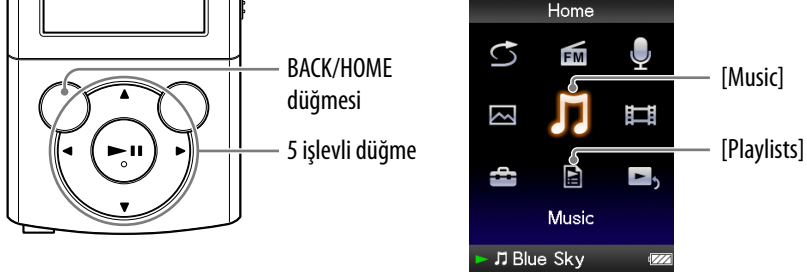 BACK/HOME
düğmesi
5 işlevli düğme
Home
FM
[Music]
[Playlists]
Music
Blue Sky